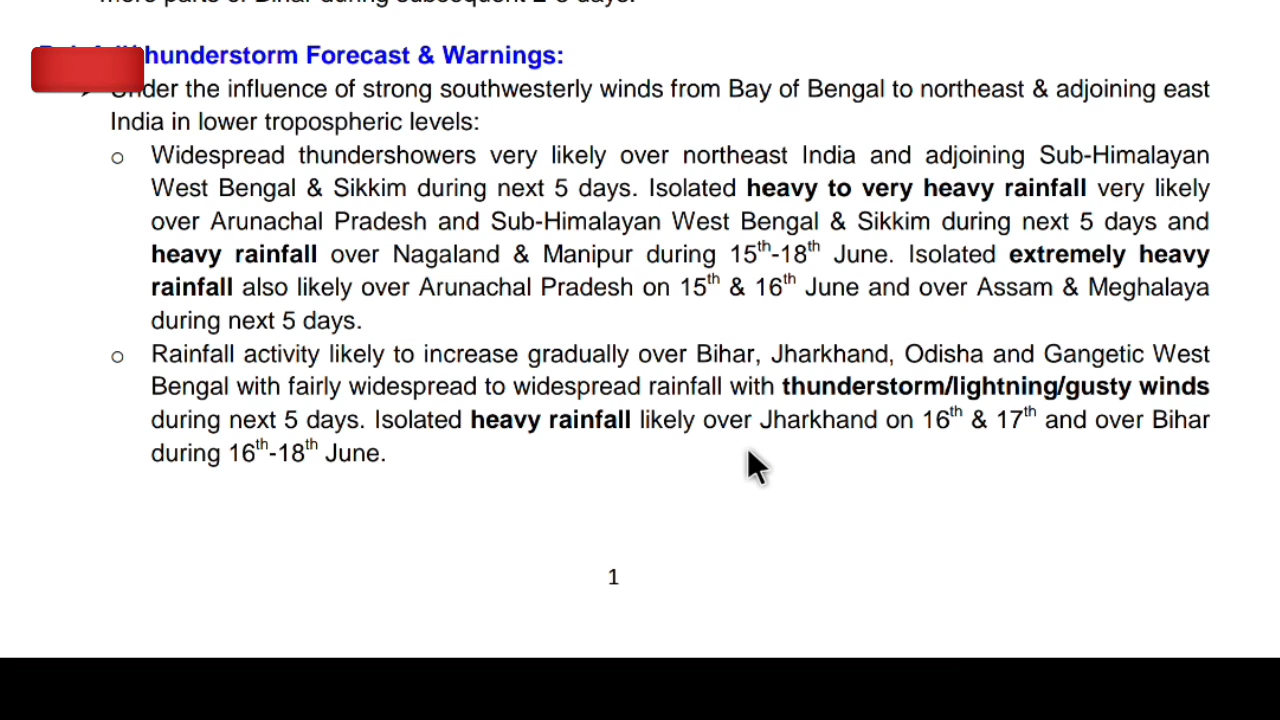 hunderstorm Forecast & Warnings:
Under the influence of strong southwesterly winds from Bay of Bengal to northeast & adjoining east
India in lower tropospheric levels:
o Widespread thundershowers very likely over northeast India and adjoining Sub-Himalayan
West Bengal & Sikkim during next 5 days. Isolated heavy to very heavy rainfall very likely
over Arunachal Pradesh and Sub-Himalayan West Bengal & Sikkim during next 5 days and
heavy rainfall over Nagaland & Manipur during 15th-18th June. Isolated extremely heavy
rainfall also likely over Arunachal Pradesh on 15th & 16th June and over Assam & Meghalaya
during next 5 days.
o Rainfall activity likely to increase gradually over Bihar, Jharkhand, Odisha and Gangetic West
Bengal with fairly widespread to widespread rainfall with thunderstorm/lightning/gusty winds
during next 5 days. Isolated heavy rainfall likely over Jharkhand on 16th & 17th and over Bihar
during 16th-18th June.
1